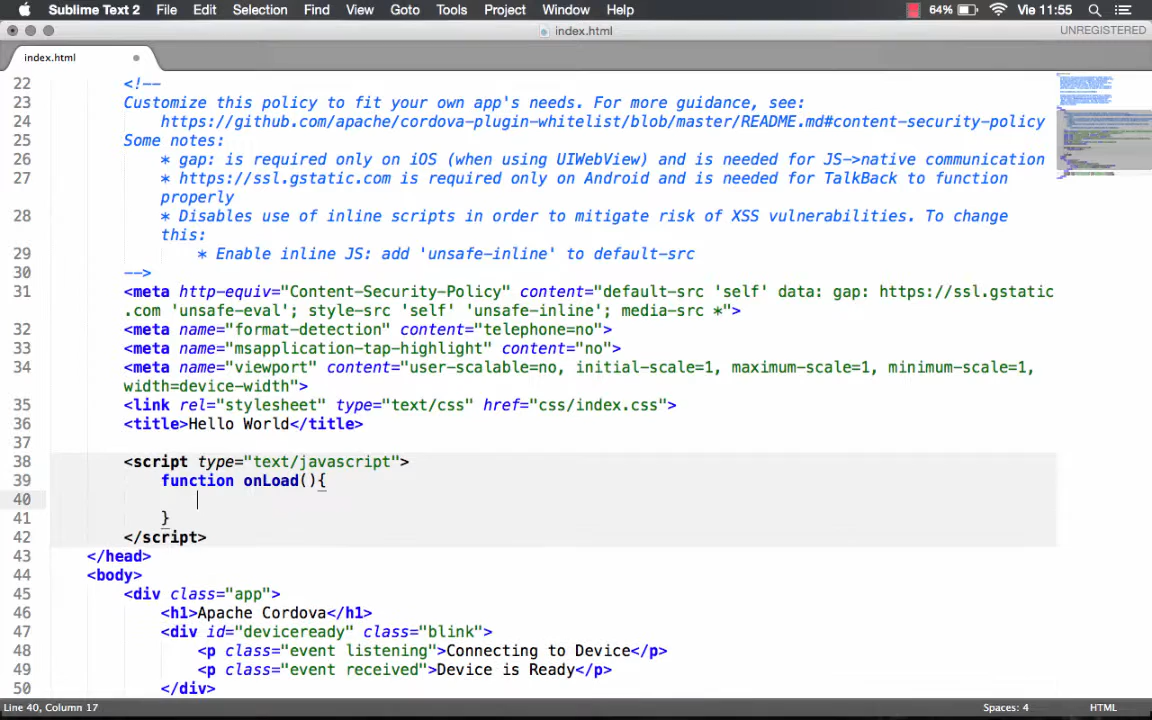 Sublime Text 2 File Edit Selection Find View Goto Tools Project Window Help 64% Vie 11:55
index.html UNREGISTERED
index.html
22 <!--
23 Customize this policy to fit your own app's needs. For more guidance, see:
24 https://github.com/apache/cordova-plugin-whitelist/blob/master/README.md#content-security-policy
25 Some notes:
26 * gap: is required only on iOS (when using UIWebView) and is needed for JS->native communication
27 * https://ssl.gstatic.com is required only on Android and is needed for TalkBack to function
properly
28 * Disables use of inline scripts in order to mitigate risk of XSS vulnerabilities. To change
this:
29 * Enable inline JS: add 'unsafe-inline' to default-src
30 -->
31 <meta http-equiv="Content-Security-Policy" content="default-src 'self' data: gap: https://ssl.gstatic
.com 'unsafe-eval'; style-src 'self' 'unsafe-inline'; media-src *">
32 <meta name="format-detection" content="telephone=no">
33 <meta name="msapplication-tap-highlight" content="no">
34 <meta name="viewport" content="user-scalable=no, initial-scale=1, maximum-scale=1, minimum-scale=1,
width=device-width">
35 <link rel="stylesheet" type="text/css" href="css/index.css">
36 <title>Hello World</title>
37
38 <script type="text/javascript">
39 function onLoad(){
40
41 }
42 </script>
43 </head>
44 <body>
45 <div class="app">
46 <h1>Apache Cordova</h1>
47 <div id="deviceready" class="blink">
48 <p class="event listening">Connecting to Device</p>
49 <p class="event received">Device is Ready</p>
50 </div>
Line 40, Column 17 Spaces: 4 HTML